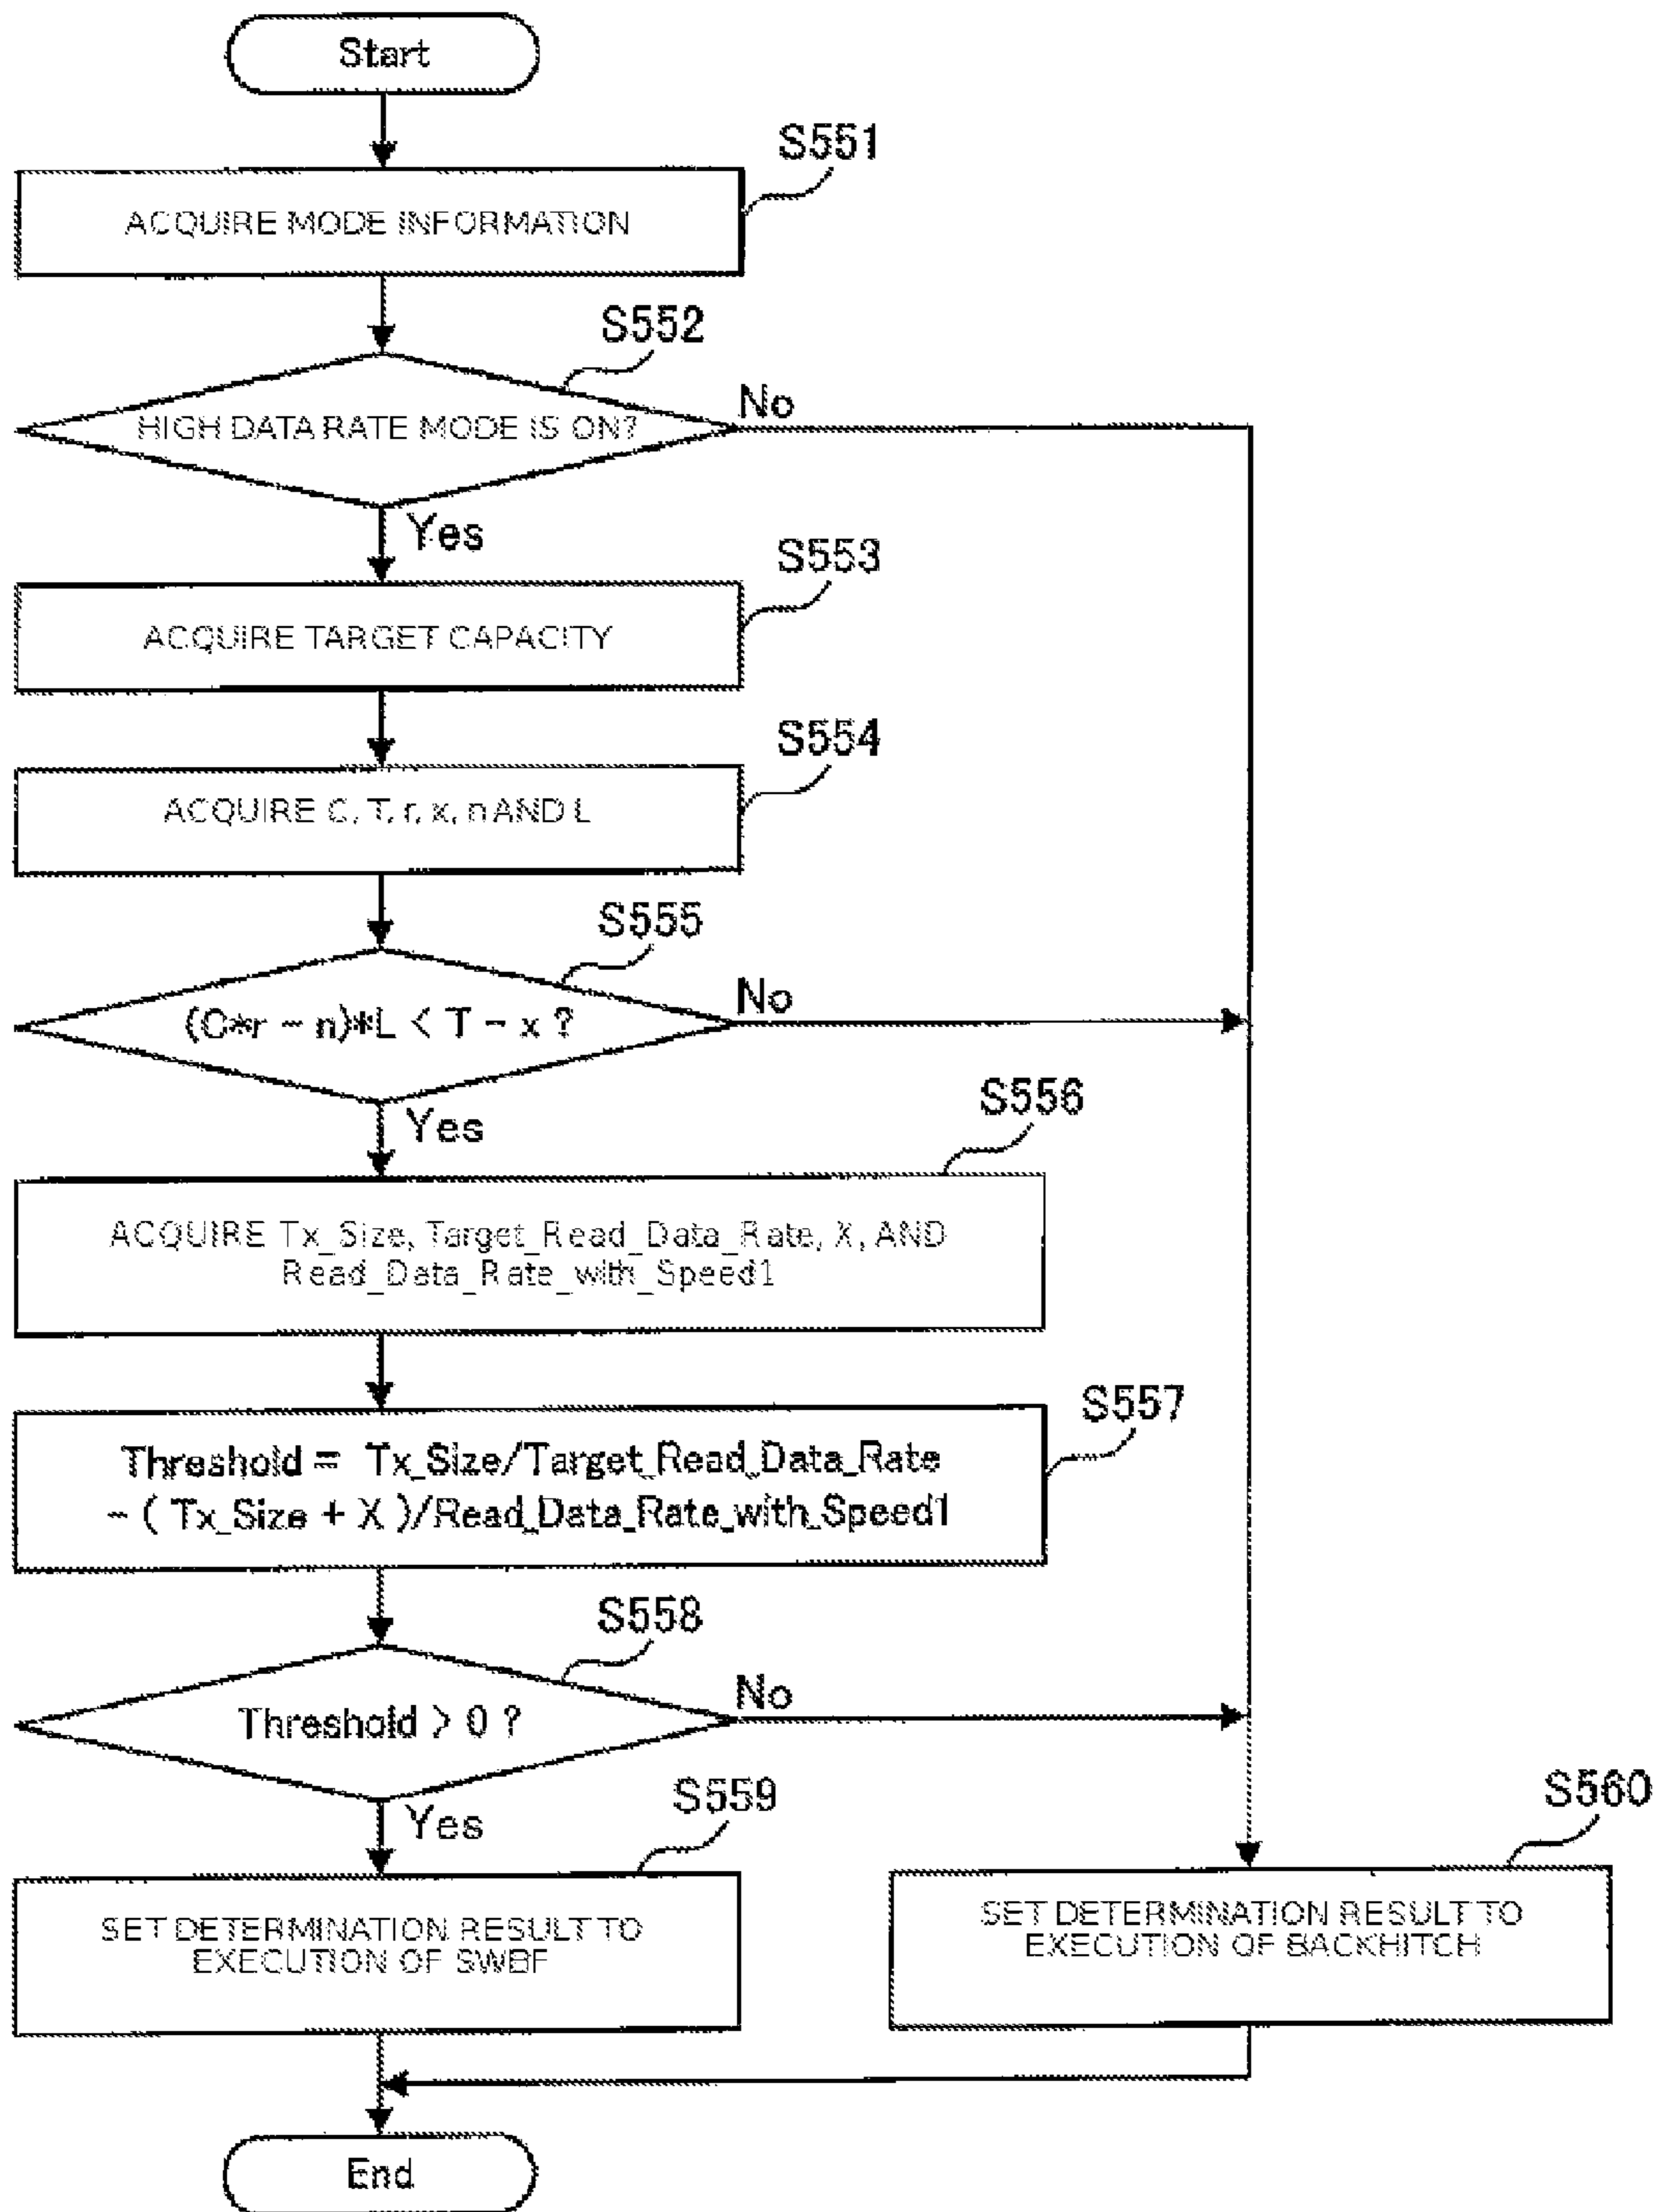 Start
S551
ACQUIRE MODE INFORMATION
S552
HIGH DATA RATE MODE IS ON?
No
Yes
S553
ACQUIRE TARGET CAPACITY
S554
ACQUIRE C, T, r, x, n AND L
S555
(C*r - n)*L < T - x ?
No
Yes
S556
ACQUIRE Tx_Size, Target_Read_Data_Rate, X, AND
Read_Data_Rate_with_Speed1
S557
Threshold = Tx_Size/Target_Read_Data_Rate
- ( Tx_Size + X )/Read_Data_Rate_with_Speed1
S558
Threshold > 0 ?
No
Yes
S559
SET DETERMINATION RESULT TO
EXECUTION OF SWBF
S560
SET DETERMINATION RESULT TO
EXECUTION OF BACKHITCH
End